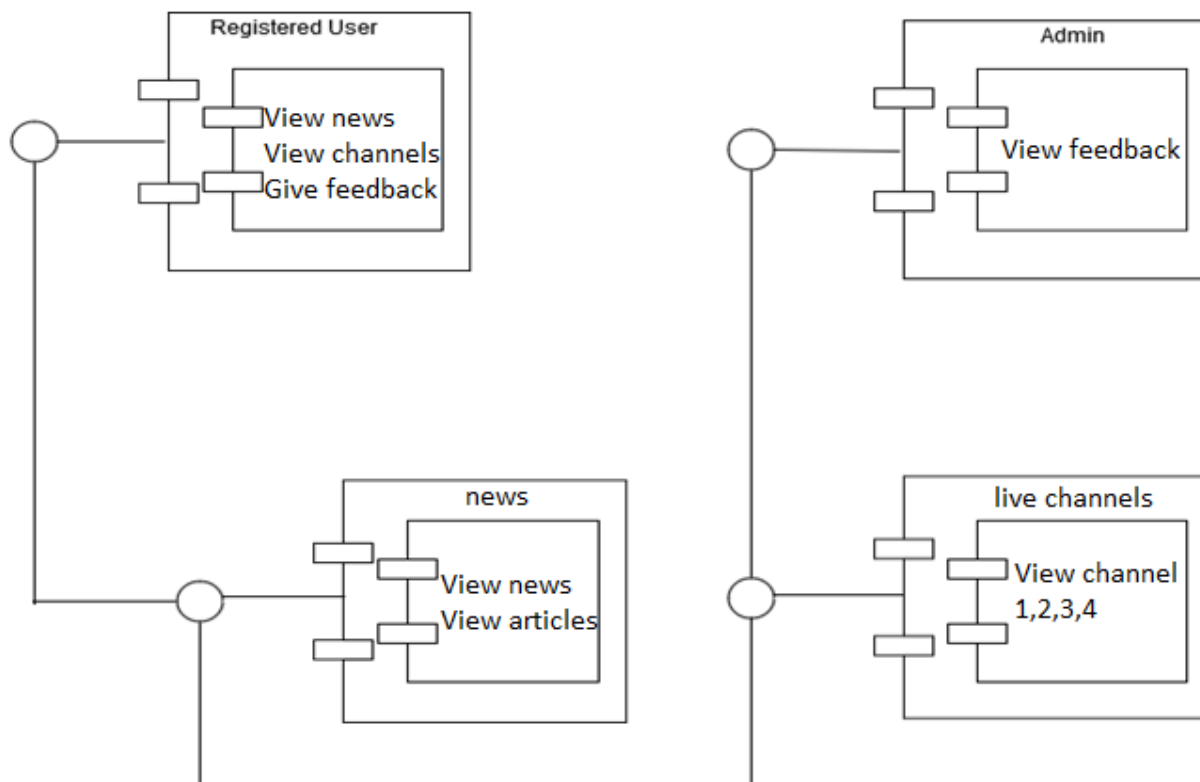 Registered User
View news
View channels
Give feedback
Admin
View feedback
news
View news
View articles
live channels
View channel
1,2,3,4